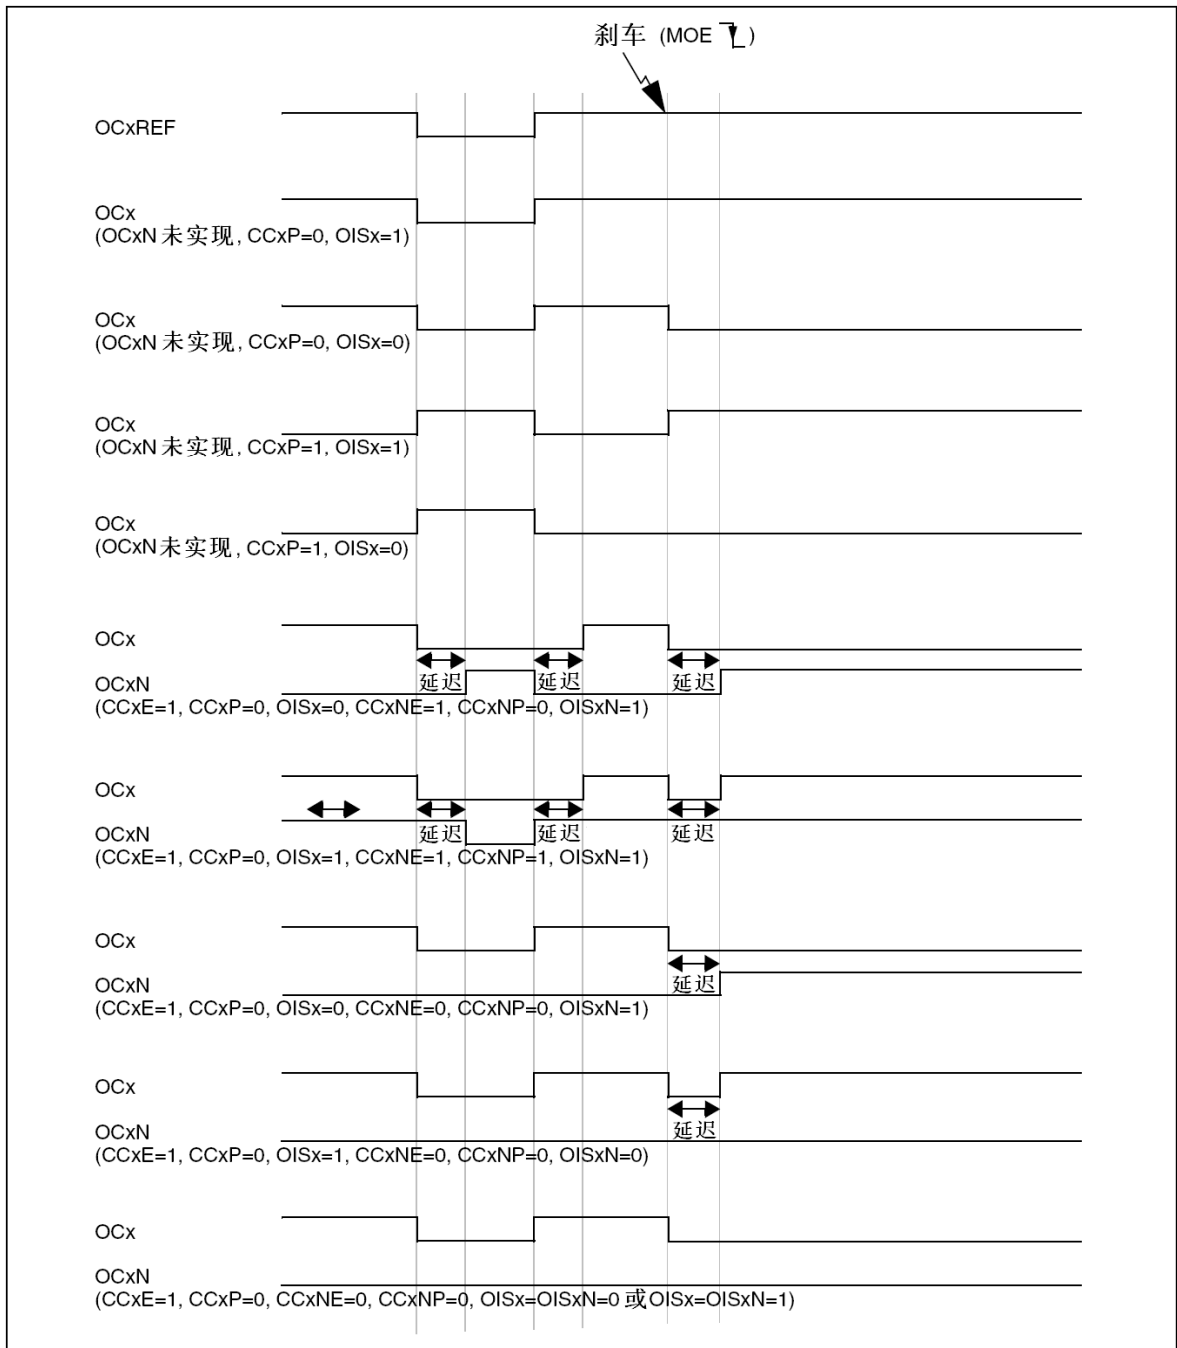 刹车 (MOE )
OCxREF
OCx
(OCxN 未实现, CCxP=0, OISx=1)
OCx
(OCxN 未实现, CCxP=0, OISx=0)
OCx
(OCxN 未实现, CCxP=1, OISx=1)
OCx
(OCxN 未实现, CCxP=1, OISx=0)
OCx
延迟 延迟 延迟
OCxN
(CCxE=1, CCxP=0, OISx=0, CCxNE=1, CCxNP=0, OISxN=1)
OCx
延迟 延迟 延迟
OCxN
(CCxE=1, CCxP=0, OISx=1, CCxNE=1, CCxNP=1, OISxN=1)
OCx
延迟
OCxN
(CCxE=1, CCxP=0, OISx=0, CCxNE=0, CCxNP=0, OISxN=1)
OCx
延迟
OCxN
(CCxE=1, CCxP=0, OISx=1, CCxNE=0, CCxNP=0, OISxN=0)
OCx
OCxN
(CCxE=1, CCxP=0, CCxNE=0, CCxNP=0, OISx=OISxN=0 或OISx=OISxN=1)